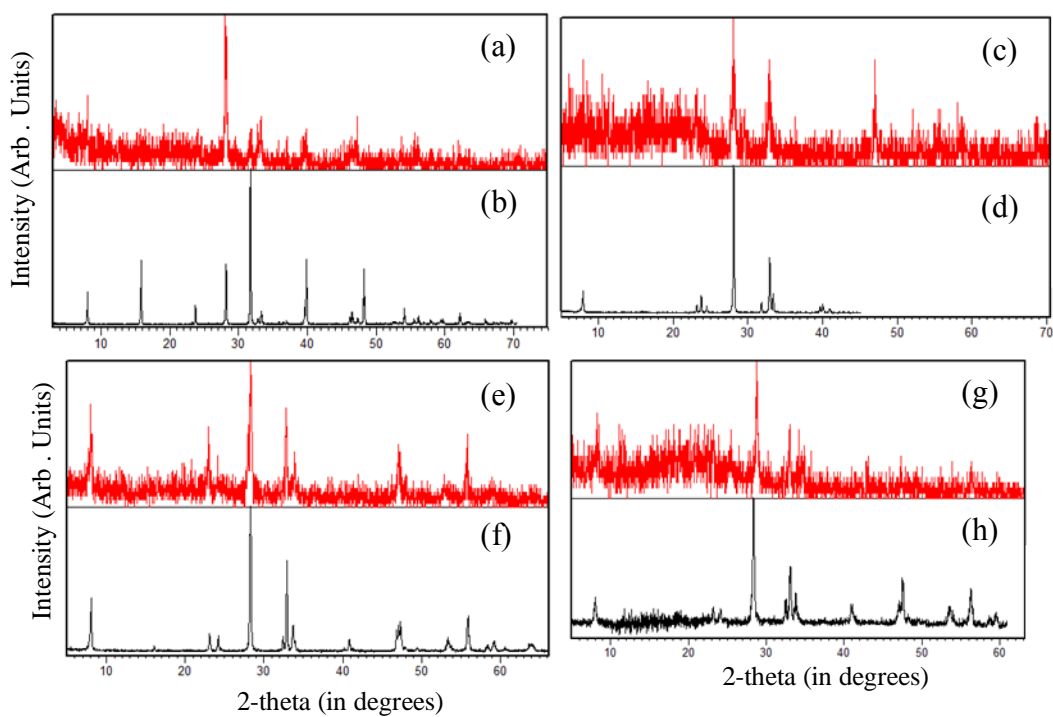 Intensity (Arb . Units)
(a)
(b)
10 20 30 40 50 60 70
(c)
(d)
10 20 30 40 50 60 70
Intensity (Arb . Units)
(e)
(f)
10 20 30 40 50 60
2-theta (in degrees)
(g)
(h)
10 20 30 40 50 60
2-theta (in degrees)